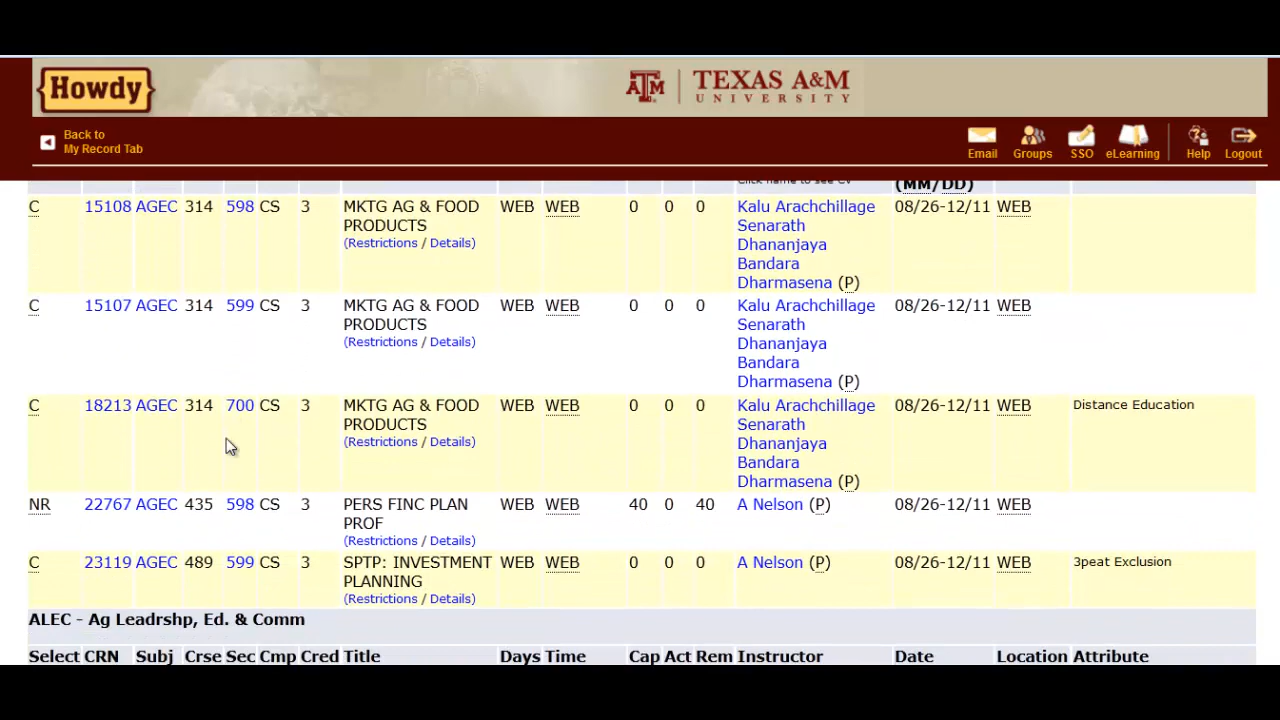 Howdy
ATM TEXAS A&M
UNIVERSITY
Back to
My Record Tab
Email Groups SSO eLearning Help Logout
Click name to see CV
(MM/DD)
C 15108 AGEC 314 598 CS 3 MKTG AG & FOOD WEB WEB 0 0 0 Kalu Arachchillage 08/26-12/11 WEB
PRODUCTS Senarath
(Restrictions / Details) Dhananjaya
Bandara
Dharmasena (P)
C 15107 AGEC 314 599 CS 3 MKTG AG & FOOD WEB WEB 0 0 0 Kalu Arachchillage 08/26-12/11 WEB
PRODUCTS Senarath
(Restrictions / Details) Dhananjaya
Bandara
Dharmasena (P)
C 18213 AGEC 314 700 CS 3 MKTG AG & FOOD WEB WEB 0 0 0 Kalu Arachchillage 08/26-12/11 WEB Distance Education
PRODUCTS Senarath
(Restrictions / Details) Dhananjaya
Bandara
Dharmasena (P)
NR 22767 AGEC 435 598 CS 3 PERS FINC PLAN WEB WEB 40 0 40 A Nelson (P) 08/26-12/11 WEB
PROF
(Restrictions / Details)
C 23119 AGEC 489 599 CS 3 SPTP: INVESTMENT WEB WEB 0 0 0 A Nelson (P) 08/26-12/11 WEB 3peat Exclusion
PLANNING
(Restrictions / Details)
ALEC - Ag Leadrshp, Ed. & Comm
Select CRN Subj Crse Sec Cmp Cred Title Days Time Cap Act Rem Instructor Date Location Attribute